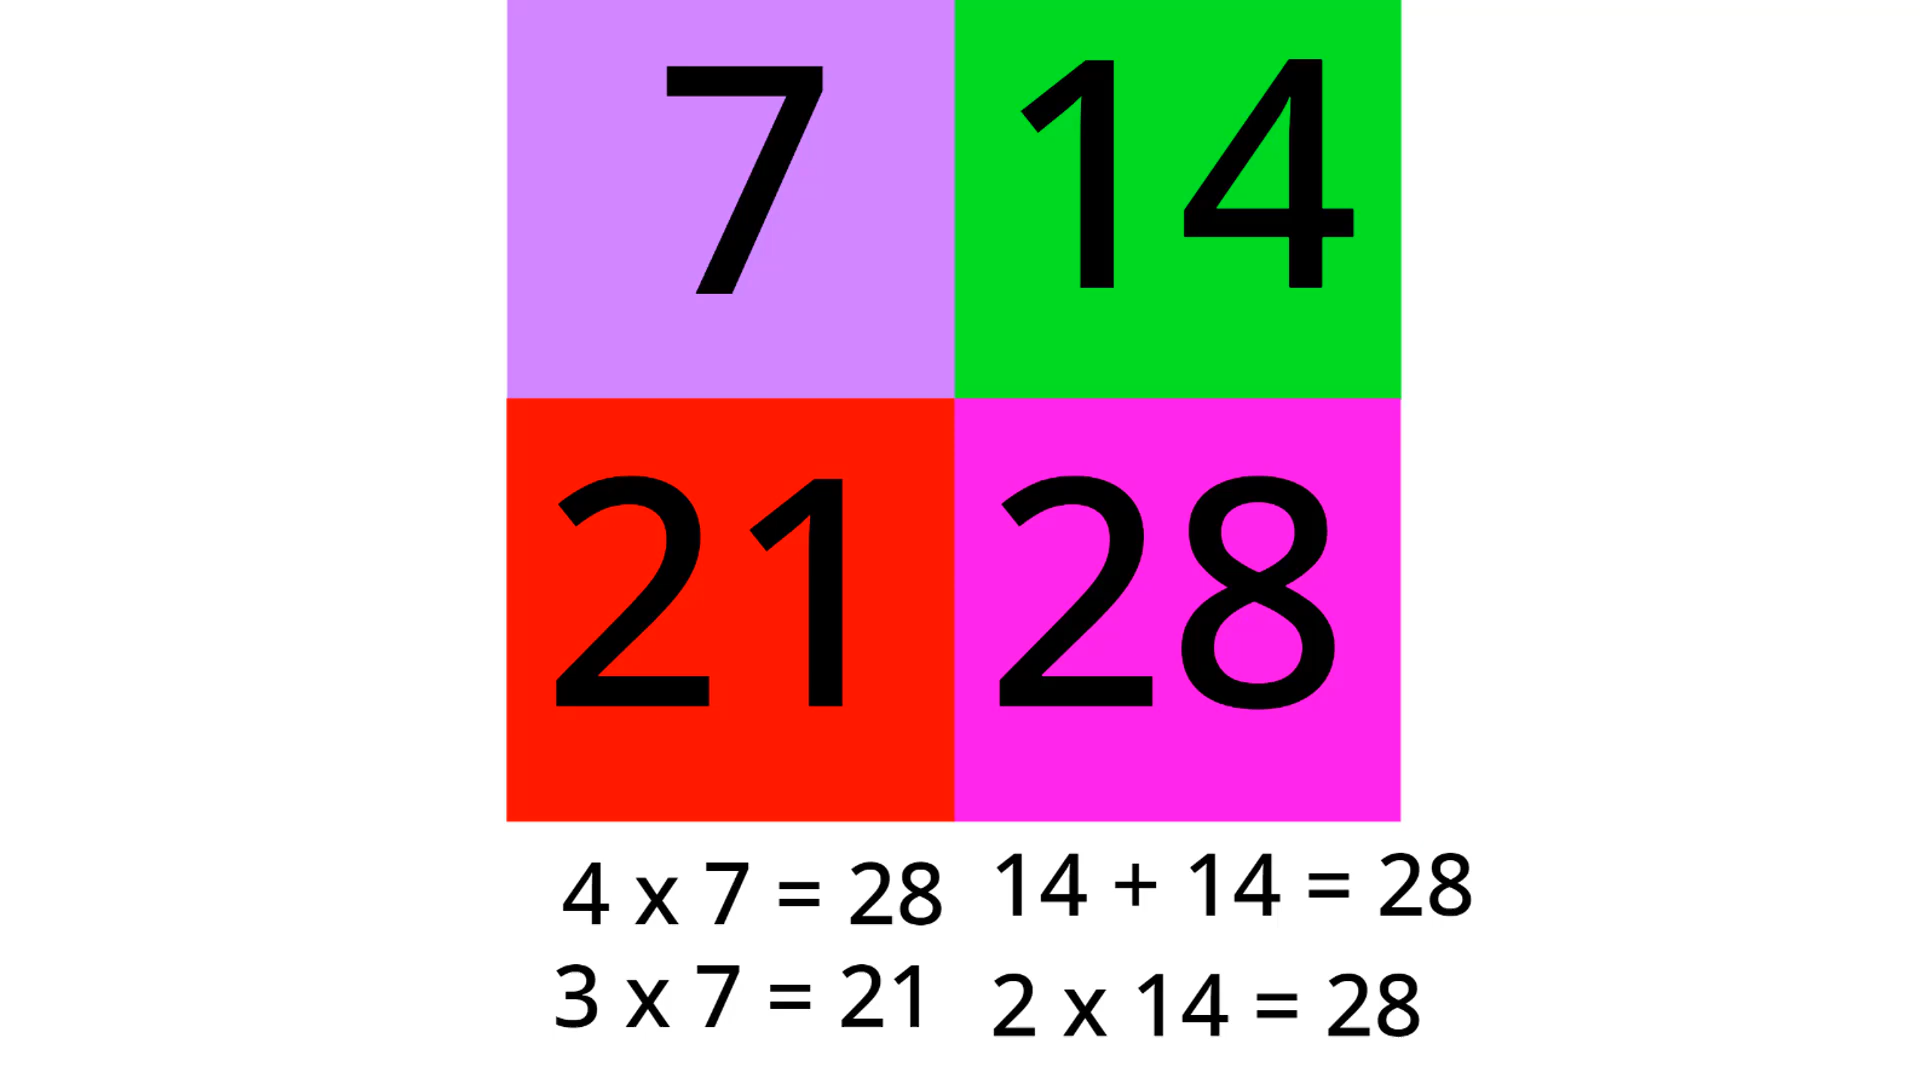 7 14
21 28
4 x 7 = 28 14 + 14 = 28
3 x 7 = 21 2 x 14 = 28